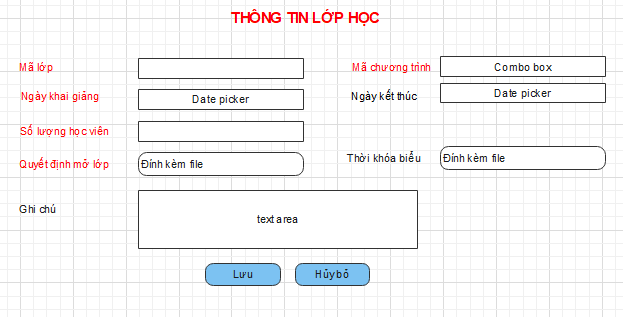 THÔNG TIN LỚP HỌC
Mã lớp
Mã chương trình Combo box
Ngày khai giảng Date picker Ngày kết thúc Date picker
Số lượng học viên
Quyết định mở lớp Đính kèm file Thời khóa biểu Đính kèm file
Ghi chú text area
Lưu Hủy bỏ